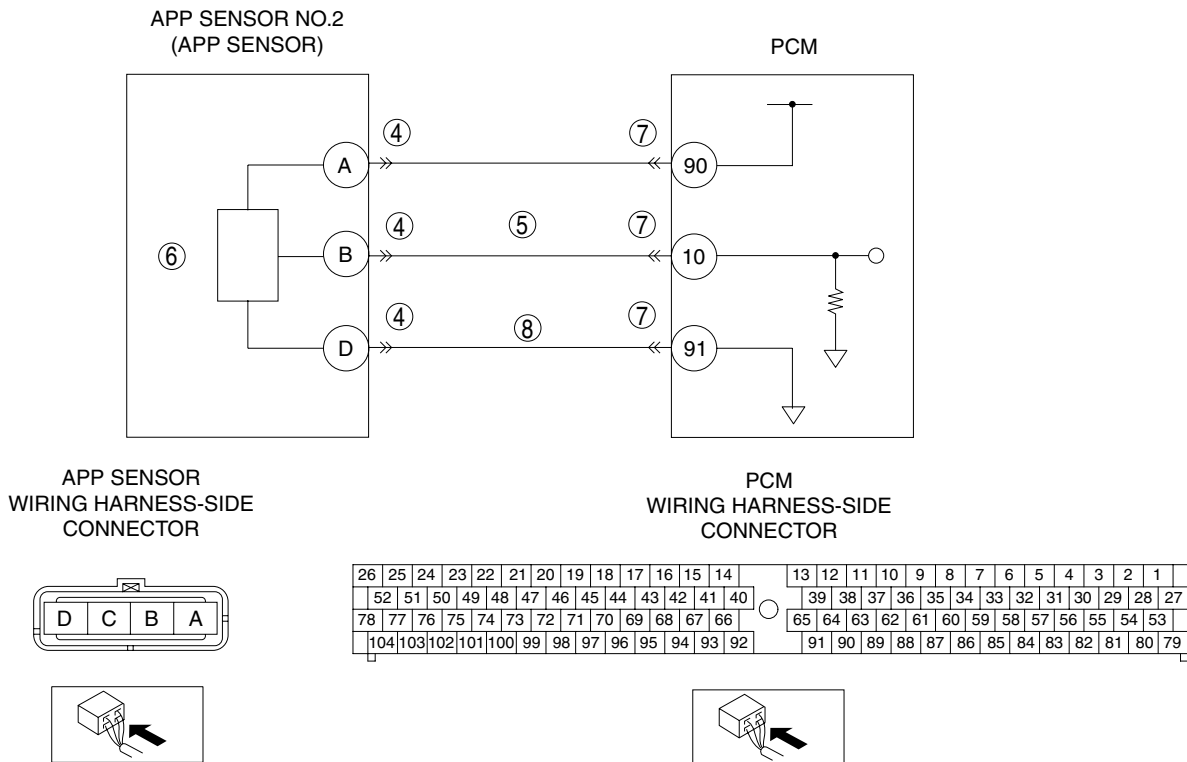 APP SENSOR NO.2
(APP SENSOR)
PCM
④ ⑦
A 90
④ ⑤ ⑦
⑥ B 10
④ ⑧ ⑦
D 91
APP SENSOR
WIRING HARNESS-SIDE
CONNECTOR
PCM
WIRING HARNESS-SIDE
CONNECTOR
D C B A
26 25 24 23 22 21 20 19 18 17 16 15 14 13 12 11 10 9 8 7 6 5 4 3 2 1
52 51 50 49 48 47 46 45 44 43 42 41 40 39 38 37 36 35 34 33 32 31 30 29 28 27
78 77 76 75 74 73 72 71 70 69 68 67 66 65 64 63 62 61 60 59 58 57 56 55 54 53
104 103 102 101 100 99 98 97 96 95 94 93 92 91 90 89 88 87 86 85 84 83 82 81 80 79